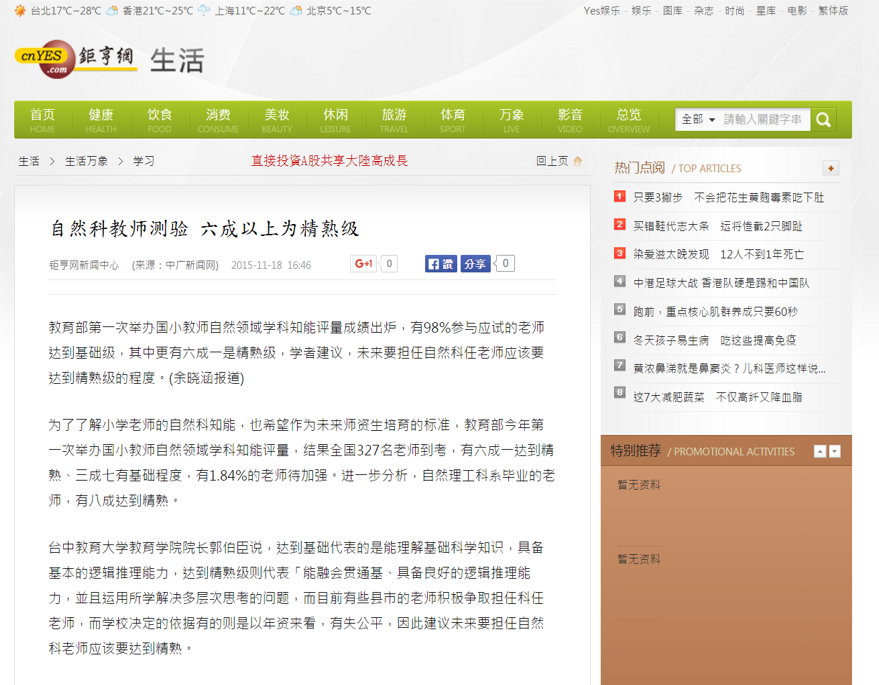 台北17℃~28℃ 香港21℃~25℃ 上海11℃~22℃ 北京5℃~15℃
Yes娱乐 - 娱乐 - 图库 - 杂志 - 时尚 - 星库 - 电影 - 繁体版
cnYES.com 鉅亨網 生活
首页 健康 饮食 消费 美妆 休闲 旅游 体育 万象 影音 总览
HOME HEALTH FOOD CONSUME BEAUTY LEISURE TRAVEL SPORT LIVE VIDEO OVERVIEW
全部 請輸入關鍵字串
生活 > 生活万象 > 学习
直接投資A股共享大陸高成長
回上页
自然科教师测验 六成以上为精熟级
钜亨网新闻中心 (来源：中广新闻网) 2015-11-18 16:46
G+1 0
讚 分享 0
教育部第一次举办国小教师自然领域学科知能评量成绩出炉，有98%参与应试的老师
达到基础级，其中更有六成一是精熟级，学者建议，未来要担任自然科任老师应该要
达到精熟级的程度。(余晓涵报道)
为了了解小学老师的自然科知能，也希望作为未来师资生培育的标准，教育部今年第
一次举办国小教师自然领域学科知能评量，结果全国327名老师到考，有六成一达到精
熟、三成七有基础程度，有1.84%的老师待加强。进一步分析，自然理工科系毕业的老
师，有八成达到精熟。
台中教育大学教育学院院长郭伯臣说，达到基础代表的是能理解基础科学知识，具备
基本的逻辑推理能力，达到精熟级则代表「能融会贯通基、具备良好的逻辑推理能
力，並且运用所学解决多层次思考的问题，而目前有些县市的老师积极争取担任科任
老师，而学校决定的依据有的则是以年资来看，有失公平，因此建议未来要担任自然
科老师应该要达到精熟。
热门点阅 / TOP ARTICLES
1 只要3撇步 不会把花生黄麴毒素吃下肚
2 买错鞋代志大条 运将惟截2只脚趾
3 染爱滋太晚发现 12人不到1年死亡
4 中港足球大战 香港队硬是踢和中国队
5 跑前，重点核心肌群养成只要60秒
6 冬天孩子易生病 吃这些提高免疫
7 黄浓鼻涕就是鼻窦炎？儿科医师这样说...
8 这7大减肥蔬菜 不仅高纤又降血脂
特别推荐 / PROMOTIONAL ACTIVITIES
暂无资料
暂无资料